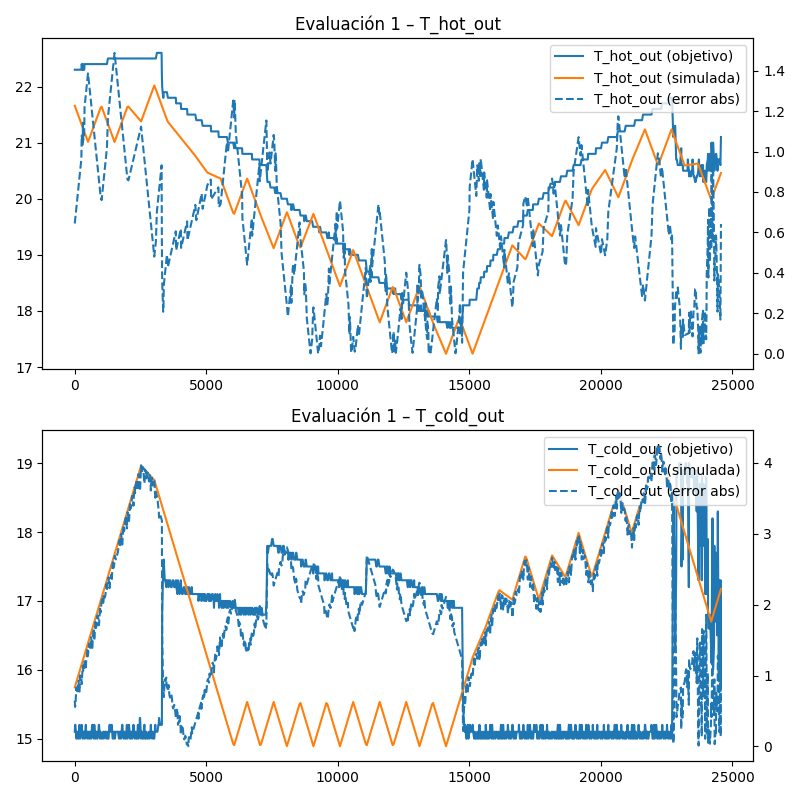 Evaluación 1 – T_hot_out
T_hot_out (objetivo)
T_hot_out (simulada)
T_hot_out (error abs)
22
21
20
19
18
17
1.4
1.2
1.0
0.8
0.6
0.4
0.2
0.0
0 5000 10000 15000 20000 25000
Evaluación 1 – T_cold_out
T_cold_out (objetivo)
T_cold_out (simulada)
T_cold_out (error abs)
19
18
17
16
15
4
3
2
1
0
0 5000 10000 15000 20000 25000